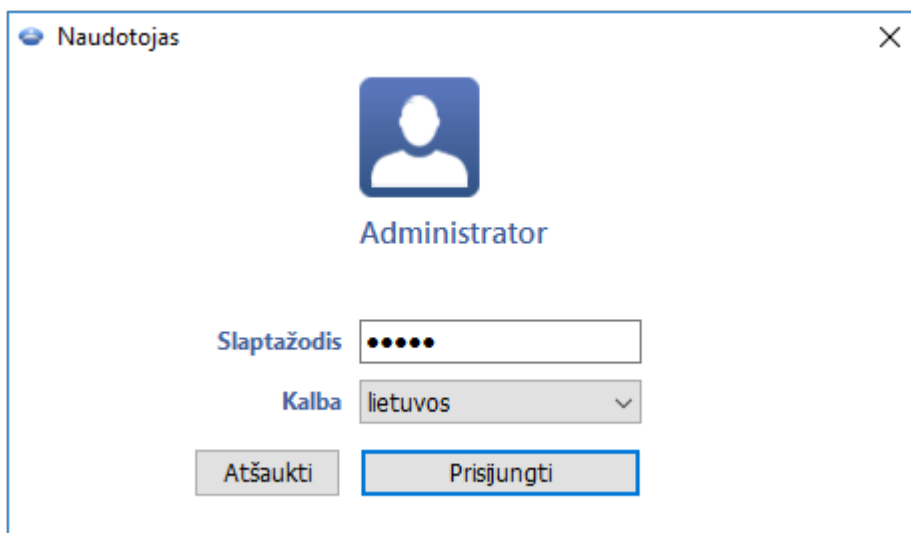 Naudotojas
Administrator
Slaptažodis •••••
Kalba lietuvos
Atšaukti Prisijungti